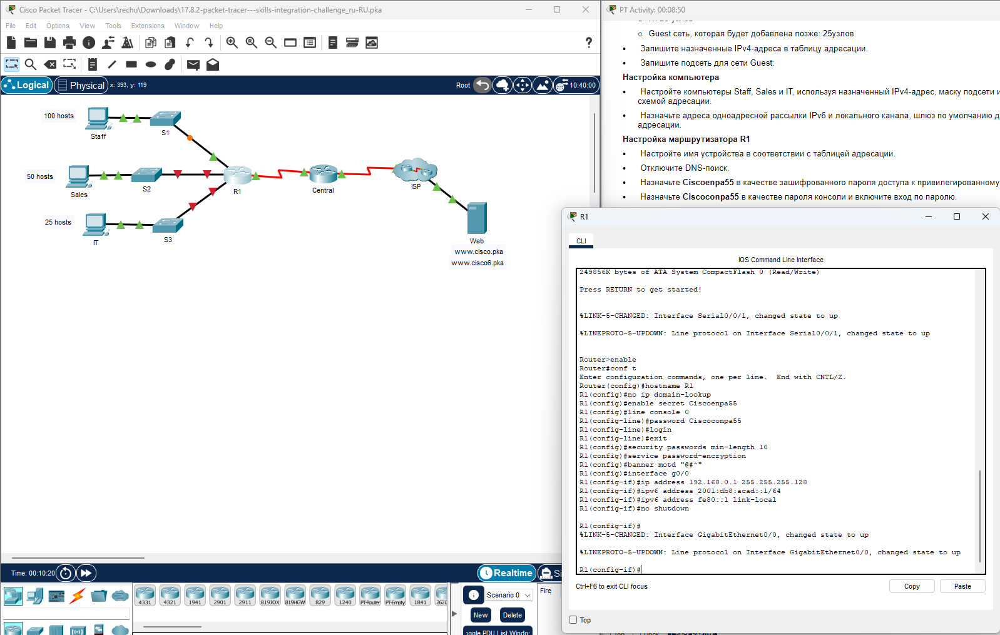 Cisco Packet Tracer - C:\Users\rechu\Downloads\17.8.2-packet-tracer---skills-integration-challenge_ru-RU.pka
File Edit Options View Tools Extensions Window Help
Logical
Physical
x: 393, y: 119
Root
10:40:00
100 hosts
Staff
S1
50 hosts
Sales
S2
R1
Central
ISP
25 hosts
IT
S3
Web
www.cisco.pka
www.cisco6.pka
Time: 00:10:20
Realtime
4331 4321 1941 2901 2911 819IOX 819HGW 829 1240 PT-Router PT-Empty 1841
Scenario 0
New
Delete
Fire
PT Activity: 00:08:50
Guest сеть, которая будет добавлена позже: 25узлов
• Запишите назначенные IPv4-адреса в таблицу адресации.
• Запишите подсеть для сети Guest:
Настройка компьютера
• Настройте компьютеры Staff, Sales и IT, используя назначенный IPv4-адрес, маску подсети и
схемой адресации.
• Назначьте адреса одноадресной рассылки IPv6 и локального канала, шлюз по умолчанию д
адресации.
Настройка маршрутизатора R1
• Настройте имя устройства в соответствии с таблицей адресации.
• Отключите DNS-поиск.
• Назначьте Ciscoenpa55 в качестве зашифрованного пароля доступа к привилегированному
• Назначьте Ciscoconpa55 в качестве пароля консоли и включите вход по паролю.
R1
CLI
IOS Command Line Interface
249856K bytes of ATA System CompactFlash 0 (Read/Write)
Press RETURN to get started!
%LINK-5-CHANGED: Interface Serial0/0/1, changed state to up
%LINEPROTO-5-UPDOWN: Line protocol on Interface Serial0/0/1, changed state to up
Router>enable
Router#conf t
Enter configuration commands, one per line.  End with CNTL/Z.
Router(config)#hostname R1
R1(config)#no ip domain-lookup
R1(config)#enable secret Ciscoenpa55
R1(config)#line console 0
R1(config-line)#password Ciscoconpa55
R1(config-line)#login
R1(config-line)#exit
R1(config)#security passwords min-length 10
R1(config)#service password-encryption
R1(config)#banner motd "@#^"
R1(config)#interface g0/0
R1(config-if)#ip address 192.168.0.1 255.255.255.128
R1(config-if)#ipv6 address 2001:db8:acad::1/64
R1(config-if)#ipv6 address fe80::1 link-local
R1(config-if)#no shutdown
R1(config-if)#
%LINK-5-CHANGED: Interface GigabitEthernet0/0, changed state to up
%LINEPROTO-5-UPDOWN: Line protocol on Interface GigabitEthernet0/0, changed state to up
R1(config-if)#
Ctrl+F6 to exit CLI focus
Copy
Paste
Top